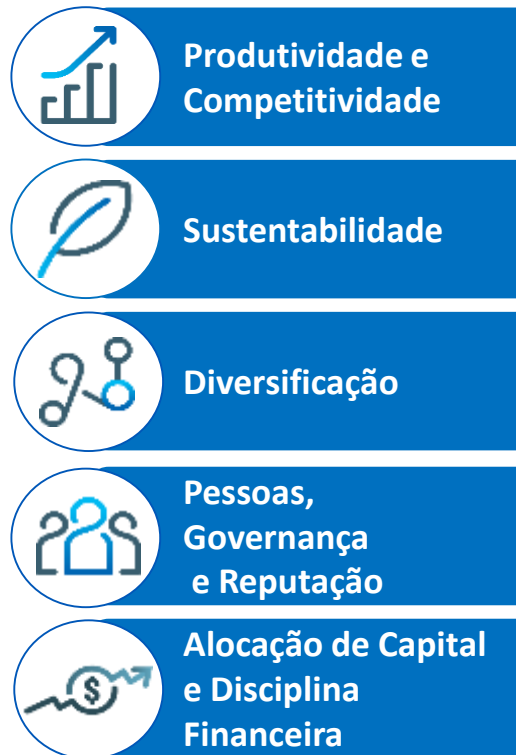 Produtividade e
Competitividade
Sustentabilidade
Diversificação
Pessoas,
Governança
e Reputação
$
Alocação de Capital
e Disciplina
Financeira